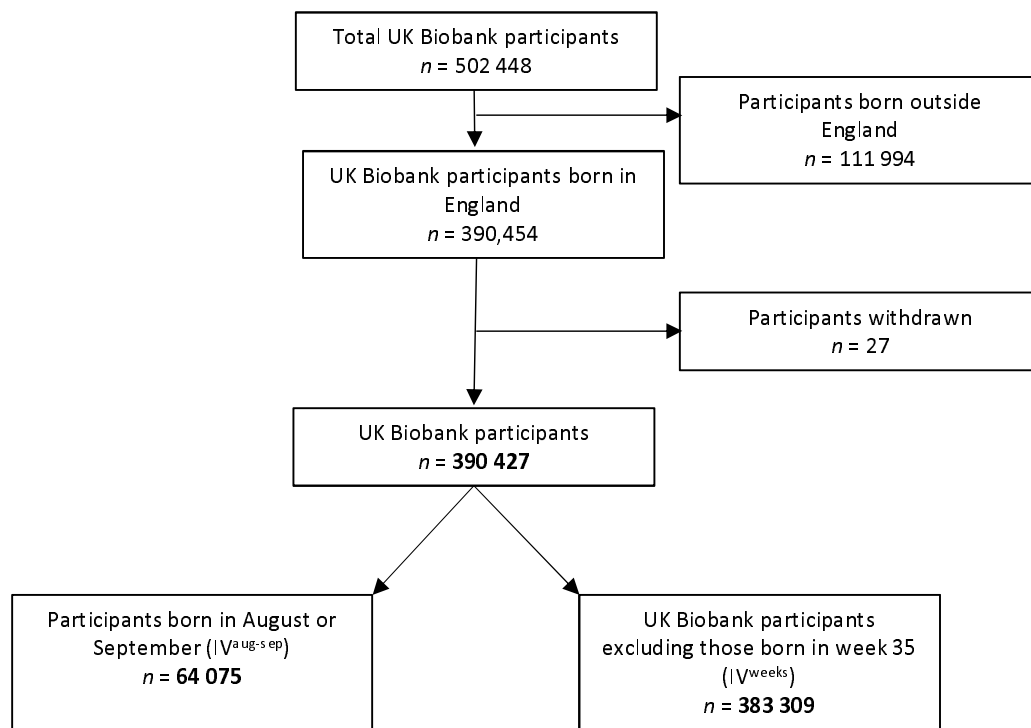 Total UK Biobank participants
n = 502 448
Participants born outside
England
n = 111 994
UK Biobank participants born in
England
n = 390,454
Participants withdrawn
n = 27
UK Biobank participants
n = 390 427
Participants born in August or
September (IVaug-sep)
n = 64 075
UK Biobank participants
excluding those born in week 35
(IVweeks)
n = 383 309